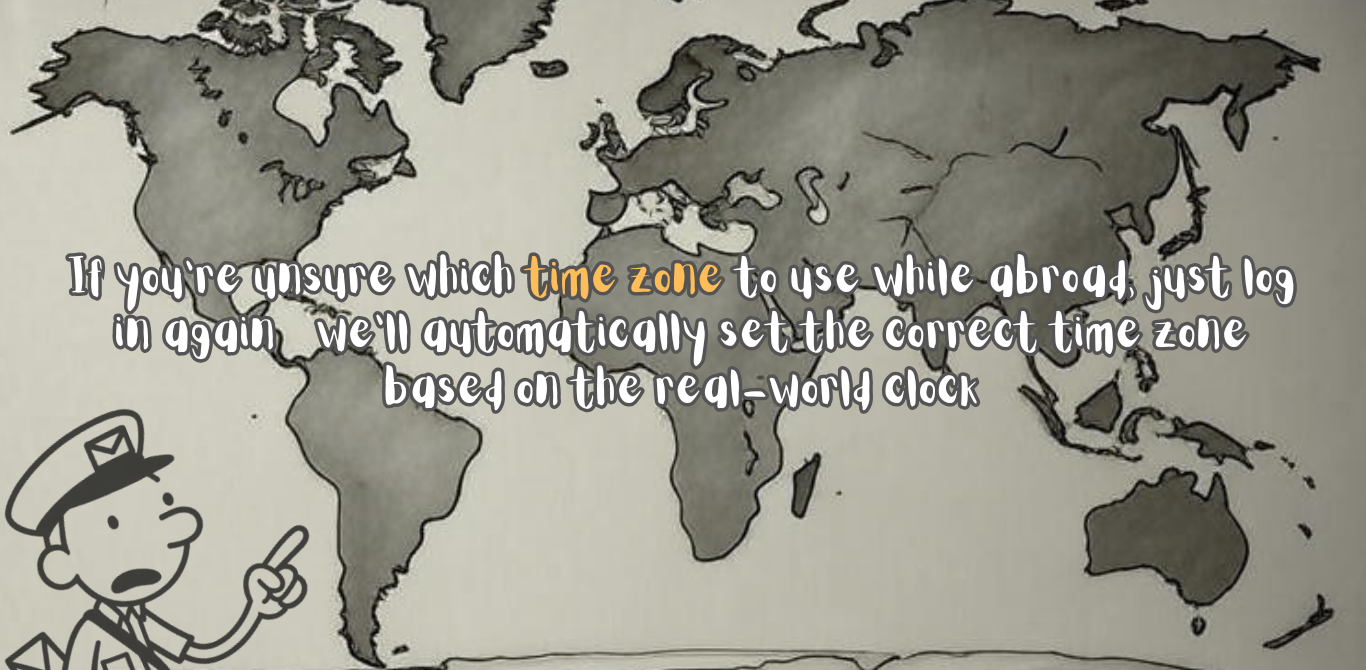 If you're unsure which time zone to use while abroad, just log
in again we'll automatically set the correct time zone
based on the real-world clock